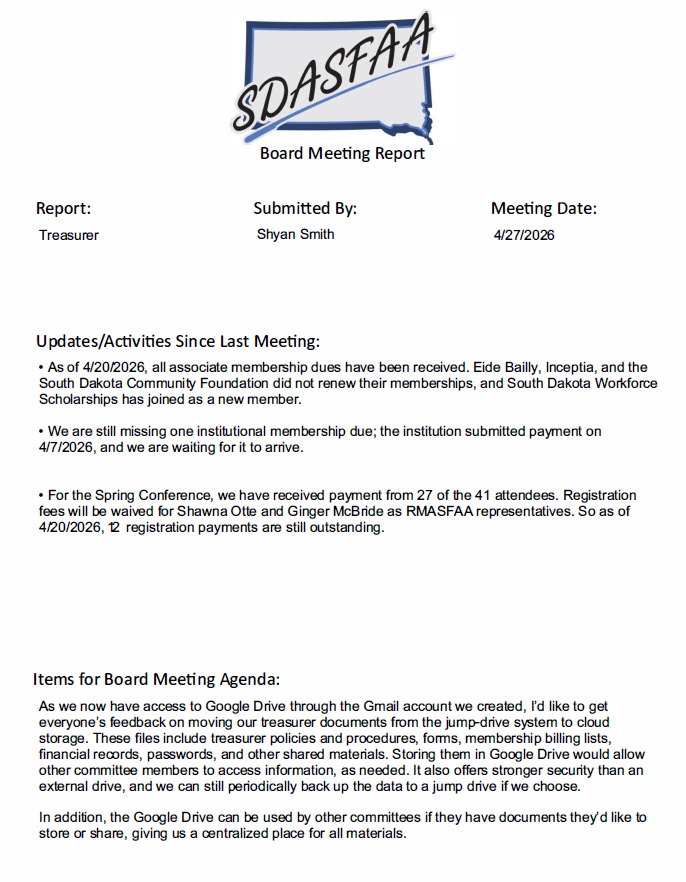 SDASFAA
Board Meeting Report
Report:
Submitted By:
Meeting Date:
Treasurer
Shyan Smith
4/27/2026
Updates/Activities Since Last Meeting:
• As of 4/20/2026, all associate membership dues have been received. Eide Bailly, Inceptia, and the
South Dakota Community Foundation did not renew their memberships, and South Dakota Workforce
Scholarships has joined as a new member.
• We are still missing one institutional membership due; the institution submitted payment on
4/7/2026, and we are waiting for it to arrive.
• For the Spring Conference, we have received payment from 27 of the 41 attendees. Registration
fees will be waived for Shawna Otte and Ginger McBride as RMASFAA representatives. So as of
4/20/2026, 12 registration payments are still outstanding.
Items for Board Meeting Agenda:
As we now have access to Google Drive through the Gmail account we created, I’d like to get
everyone’s feedback on moving our treasurer documents from the jump-drive system to cloud
storage. These files include treasurer policies and procedures, forms, membership billing lists,
financial records, passwords, and other shared materials. Storing them in Google Drive would allow
other committee members to access information, as needed. It also offers stronger security than an
external drive, and we can still periodically back up the data to a jump drive if we choose.
In addition, the Google Drive can be used by other committees if they have documents they’d like to
store or share, giving us a centralized place for all materials.